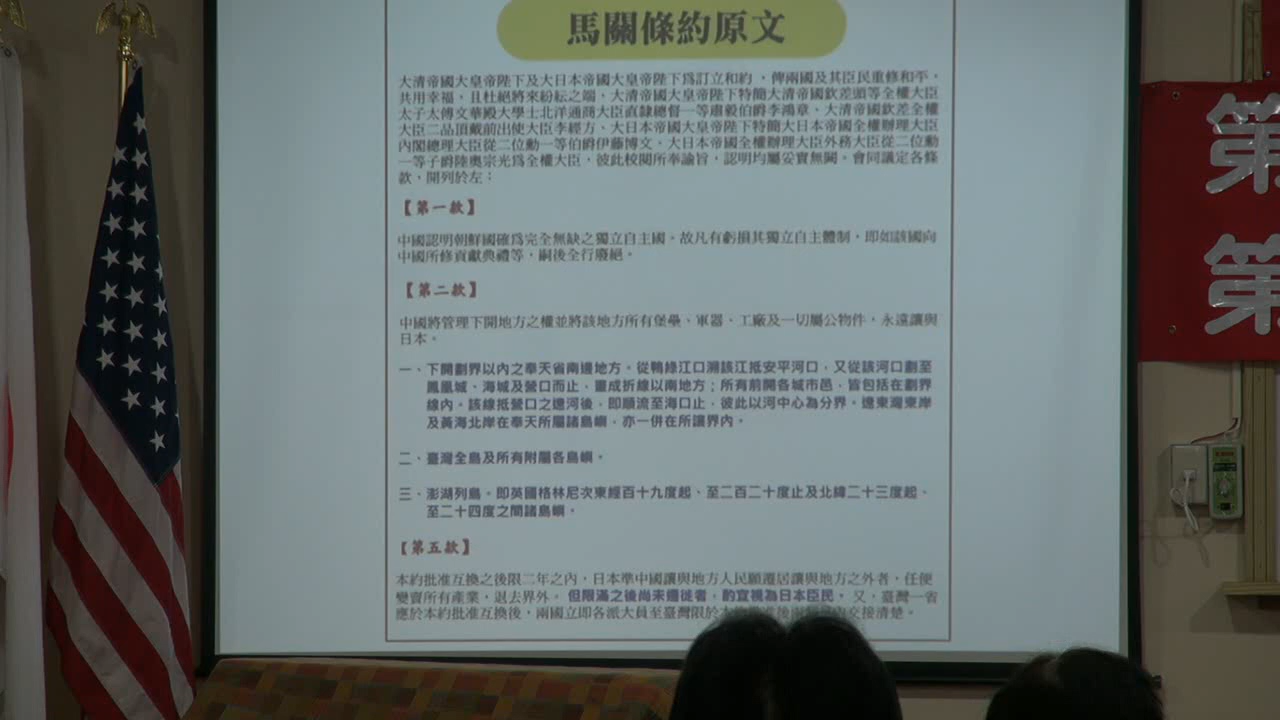 馬關條約原文
大清帝國大皇帝陛下及大日本帝國大皇帝陛下為訂立和約，俾兩國及其臣民重修和平，
共用幸福，且杜絕將來紛紜之端，大清帝國大皇帝陛下特簡大清帝國欽差頭等全權大臣
太子太傅文華殿大學士北洋通商大臣直隸總督一等肅毅伯爵李鴻章、大清帝國欽差全權
大臣二品頂戴前出使大臣李經方、大日本帝國大皇帝陛下特簡大日本帝國全權辦理大臣
內閣總理大臣從二位勳一等伯爵伊藤博文、大日本帝國全權辦理大臣外務大臣從二位勳
一等子爵陸奧宗光為全權大臣，彼此校閱所奉諭旨，認明均屬妥實無闕。會同議定各條
款，開列於左：
【第一款】
中國認明朝鮮國確為完全無缺之獨立自主國。故凡有虧損其獨立自主體制，即如該國向
中國所修貢獻典禮等，嗣後全行廢絕。
【第二款】
中國將管理下開地方之權並將該地方所有堡壘、軍器、工廠及一切屬公物件，永遠讓與
日本。
一、下開劃界以內之奉天省南邊地方。從鴨綠江口溯該江抵安平河口，又從該河口劃至
鳳凰城、海城及營口而止，畫成折線以南地方；所有前開各城市邑，皆包括在劃界
線內。該線抵營口之遼河後，即順流至海口止，彼此以河中心為分界。遼東灣東岸
及黃海北岸在奉天所屬諸島嶼，亦一併在所讓界內。
二、臺灣全島及所有附屬各島嶼。
三、澎湖列島。即英國格林尼次東經百十九度起、至二百二十度止及北緯二十三度起、
至二十四度之間諸島嶼。
【第五款】
本約批准互換之後限二年之內，日本準中國讓與地方人民願遷居讓與地方之外者，任便
變賣所有產業，退去界外。但限滿之後尚未遷徙者，酌宜視為日本臣民。又，臺灣一省
應於本約批准互換後，兩國立即各派大員至臺灣限於本 後兩 交接清楚。
第
第